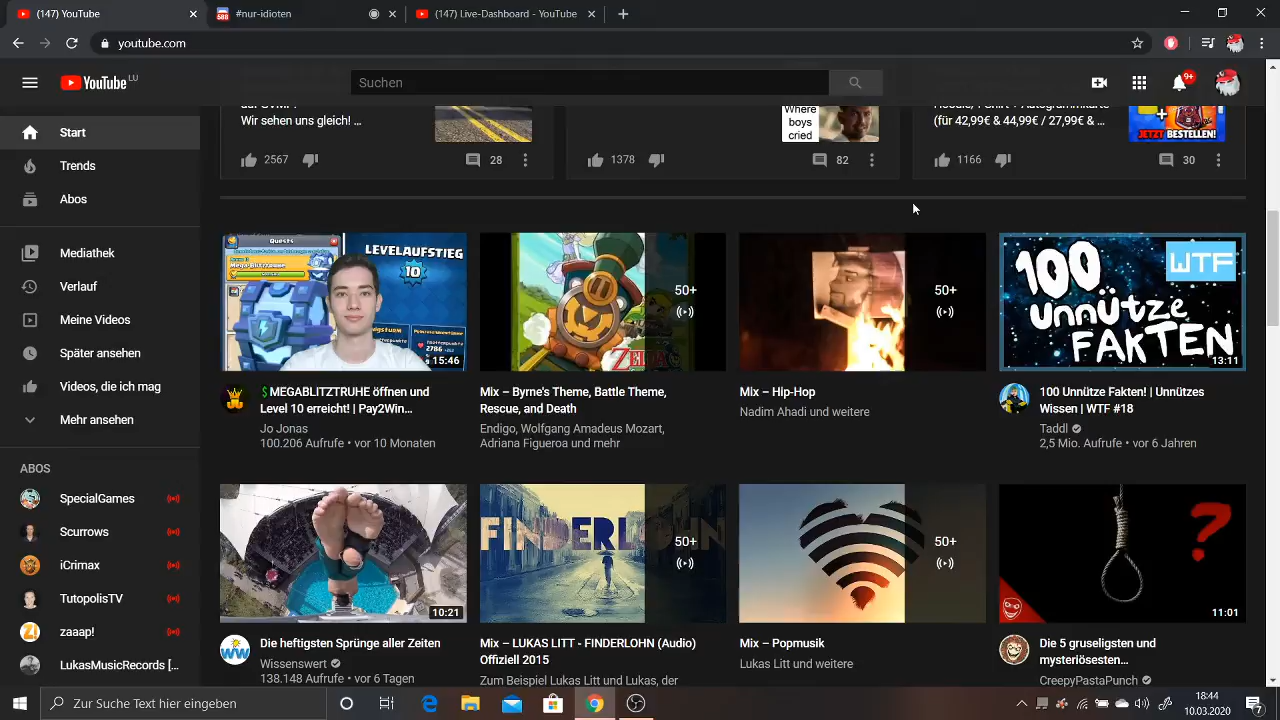 (147) YouTube
#nur-idioten
(147) Live-Dashboard - YouTube
youtube.com
YouTube LU
Suchen
9+
Wir sehen uns gleich! ...
2567
28
Where
boys
cried
1378
82
Hoodie, T-Shirt + Autogrammkarte
(für 42,99€ & 44,99€ / 27,99€ & ...
JETZT BESTELLEN!
1166
30
Start
Trends
Abos
Mediathek
Verlauf
Meine Videos
Später ansehen
Videos, die ich mag
Mehr ansehen
ABOS
SpecialGames
Scurrows
iCrimax
TutopolisTV
zaaap!
LukasMusicRecords [...
Quests
LEVELAUFSTIEG
10
15:46
$MEGABLITZTRUHE öffnen und
Level 10 erreicht! | Pay2Win...
Jo Jonas
100.206 Aufrufe • vor 10 Monaten
ZELDA
50+
Mix – Byrne's Theme, Battle Theme,
Rescue, and Death
Endigo, Wolfgang Amadeus Mozart,
Adriana Figueroa und mehr
50+
Mix – Hip-Hop
Nadim Ahadi und weitere
100
WTF
unnütze
FAKTEN
13:11
100 Unnütze Fakten! | Unnützes
Wissen | WTF #18
Taddl
2,5 Mio. Aufrufe • vor 6 Jahren
10:21
Die heftigsten Sprünge aller Zeiten
Wissenswert
138.148 Aufrufe • vor 6 Tagen
FINDERLOHN
50+
Mix – LUKAS LITT - FINDERLOHN (Audio)
Offiziell 2015
Zum Beispiel Lukas und Lukas, der
50+
Mix – Popmusik
Lukas Litt und weitere
?
11:01
Die 5 gruseligsten und
mysteriösesten...
CreepyPastaPunch
Zur Suche Text hier eingeben
18:44
10.03.2020
7